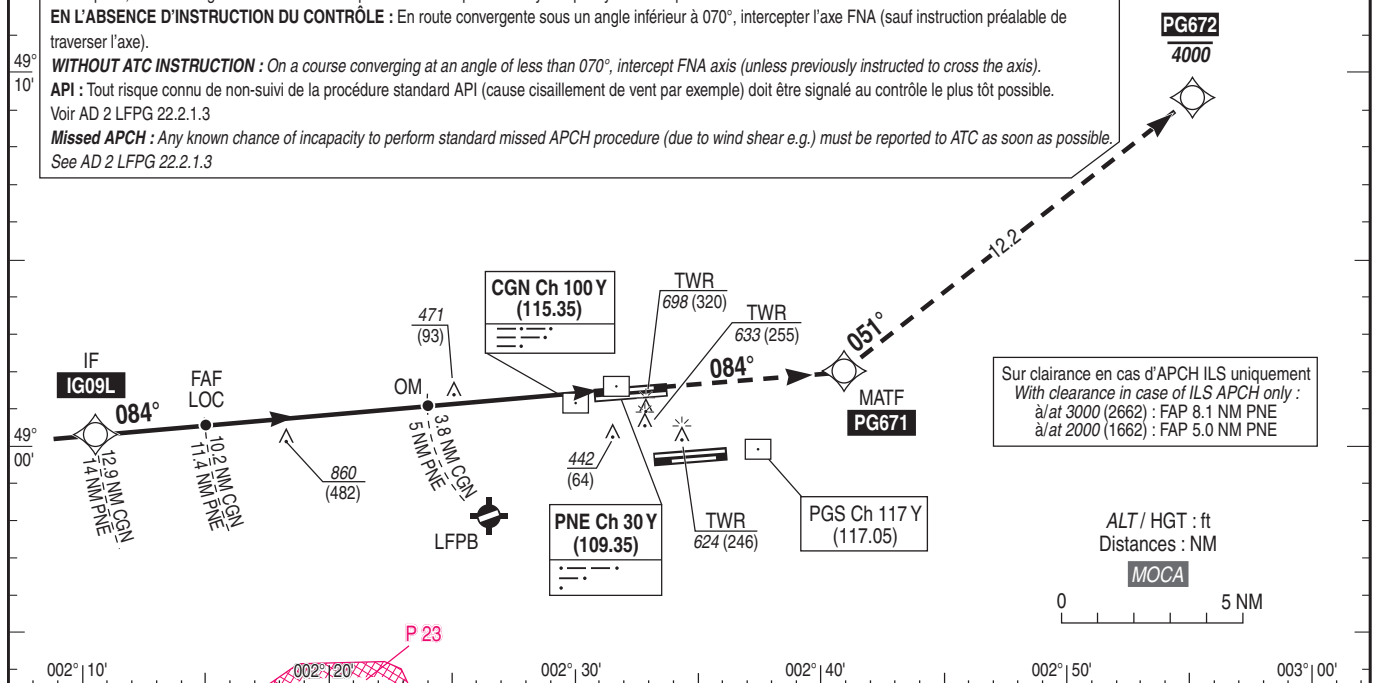 EN L'ABSENCE D'INSTRUCTION DU CONTRÔLE : En route convergente sous un angle inférieur à 070°, intercepter l'axe FNA (sauf instruction préalable de
traverser l'axe).
WITHOUT ATC INSTRUCTION : On a course converging at an angle of less than 070°, intercept FNA axis (unless previously instructed to cross the axis).
API : Tout risque connu de non-suivi de la procédure standard API (cause cisaillement de vent par exemple) doit être signalé au contrôle le plus tôt possible.
Voir AD 2 LFPG 22.2.1.3
Missed APCH : Any known chance of incapacity to perform standard missed APCH procedure (due to wind shear e.g.) must be reported to ATC as soon as possible.
See AD 2 LFPG 22.2.1.3
PG672
4000
49°
10'
12.2
051°
CGN Ch 100 Y
(115.35)
TWR
698 (320)
TWR
633 (255)
471
(93)
084°
IF
IG09L
084°
FAF
LOC
OM
MATF
PG671
Sur clairance en cas d'APCH ILS uniquement
With clearance in case of ILS APCH only :
à/at 3000 (2662) : FAP 8.1 NM PNE
à/at 2000 (1662) : FAP 5.0 NM PNE
49°
00'
12.9 NM CGN
14 NM PNE
10.2 NM CGN
11.4 NM PNE
860
(482)
3.8 NM CGN
5 NM PNE
442
(64)
LFPB
PNE Ch 30 Y
(109.35)
TWR
624 (246)
PGS Ch 117 Y
(117.05)
ALT / HGT : ft
Distances : NM
MOCA
0 5 NM
P 23
002° 10' 002° 20' 002° 30' 002° 40' 002° 50' 003° 00'